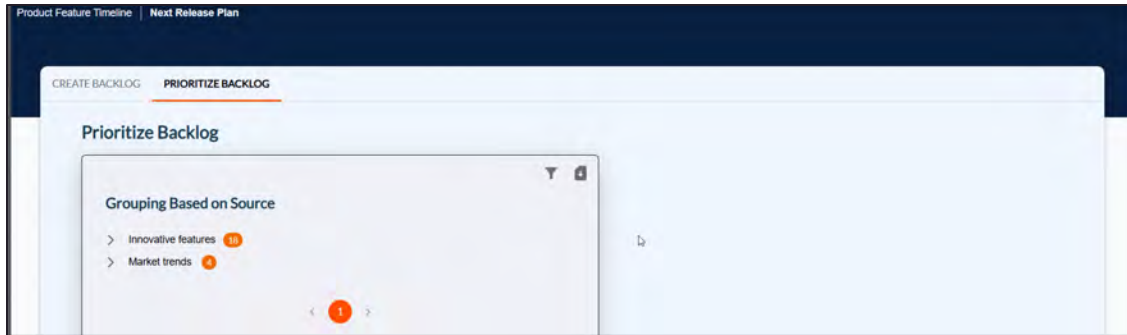 Product Feature Timeline | Next Release Plan
CREATE BACKLOG PRIORITIZE BACKLOG
Prioritize Backlog
Grouping Based on Source
Innovative features 16
Market trends 4
1